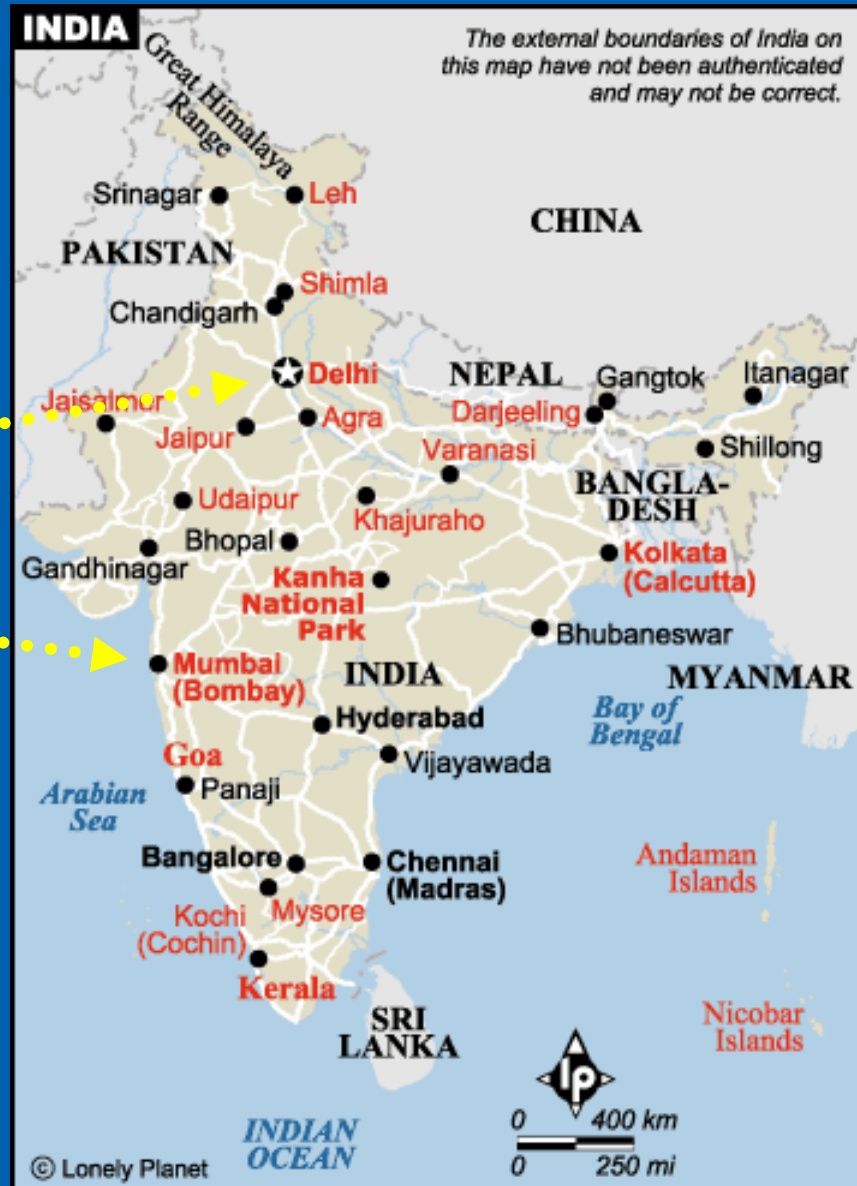 INDIA
The external boundaries of India on
this map have not been authenticated
and may not be correct.
Great Himalaya
Range
Srinagar
Leh
CHINA
PAKISTAN
Shimla
Chandigarh
Delhi
NEPAL
Gangtok
Itanagar
Jaisalmer
Jaipur
Agra
Darjeeling
Varanasi
Shillong
BANGLA-
DESH
Udaipur
Khajuraho
Bhopal
Gandhinagar
Kolkata
(Calcutta)
Kanha
National
Park
Bhubaneswar
Mumbai
(Bombay)
INDIA
MYANMAR
Bay of
Bengal
Hyderabad
Goa
Vijayawada
Panaji
Arabian
Sea
Bangalore
Chennai
(Madras)
Andaman
Islands
Mysore
Kochi
(Cochin)
Kerala
SRI
LANKA
Nicobar
Islands
lp
0 400 km
0 250 mi
INDIAN
OCEAN
© Lonely Planet